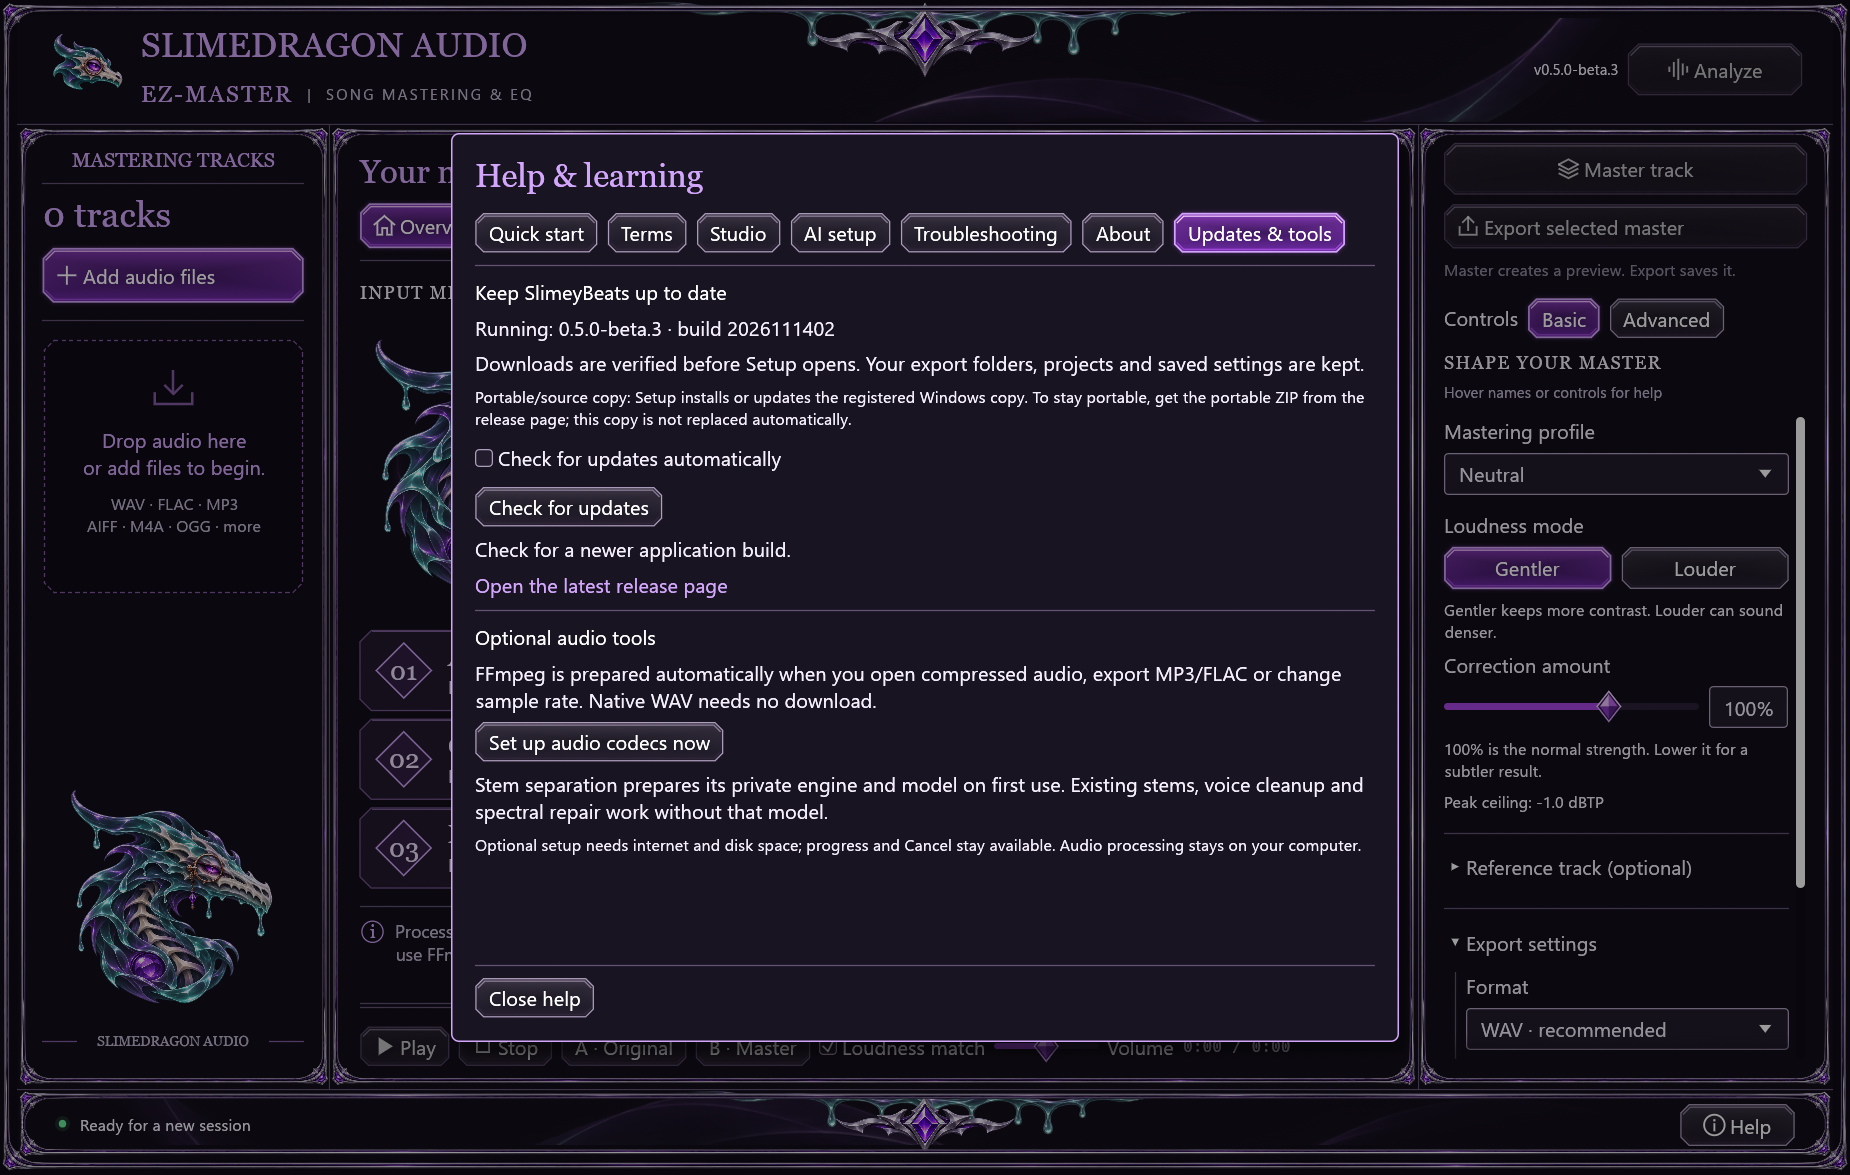 SLIMEDRAGON AUDIO
EZ-MASTER | SONG MASTERING & EQ
v0.5.0-beta.3
Analyze
MASTERING TRACKS
0 tracks
Add audio files
Drop audio here
or add files to begin.
WAV · FLAC · MP3
AIFF · M4A · OGG · more
SLIMEDRAGON AUDIO
Your
Overv
INPUT
01
02
03
Process
use FFm
Help & learning
Quick start
Terms
Studio
AI setup
Troubleshooting
About
Updates & tools
Keep SlimeyBeats up to date
Running: 0.5.0-beta.3 · build 2026111402
Downloads are verified before Setup opens. Your export folders, projects and saved settings are kept.
Portable/source copy: Setup installs or updates the registered Windows copy. To stay portable, get the portable ZIP from the
release page; this copy is not replaced automatically.
Check for updates automatically
Check for updates
Check for a newer application build.
Open the latest release page
Optional audio tools
FFmpeg is prepared automatically when you open compressed audio, export MP3/FLAC or change
sample rate. Native WAV needs no download.
Set up audio codecs now
Stem separation prepares its private engine and model on first use. Existing stems, voice cleanup and
spectral repair work without that model.
Optional setup needs internet and disk space; progress and Cancel stay available. Audio processing stays on your computer.
Close help
Play
Stop
A · Original
B · Master
Loudness match
Volume
0:00 / 0:00
Master track
Export selected master
Master creates a preview. Export saves it.
Controls
Basic
Advanced
SHAPE YOUR MASTER
Hover names or controls for help
Mastering profile
Neutral
Loudness mode
Gentler
Louder
Gentler keeps more contrast. Louder can sound
denser.
Correction amount
100%
100% is the normal strength. Lower it for a
subtler result.
Peak ceiling: -1.0 dBTP
Reference track (optional)
Export settings
Format
WAV · recommended
Ready for a new session
Help